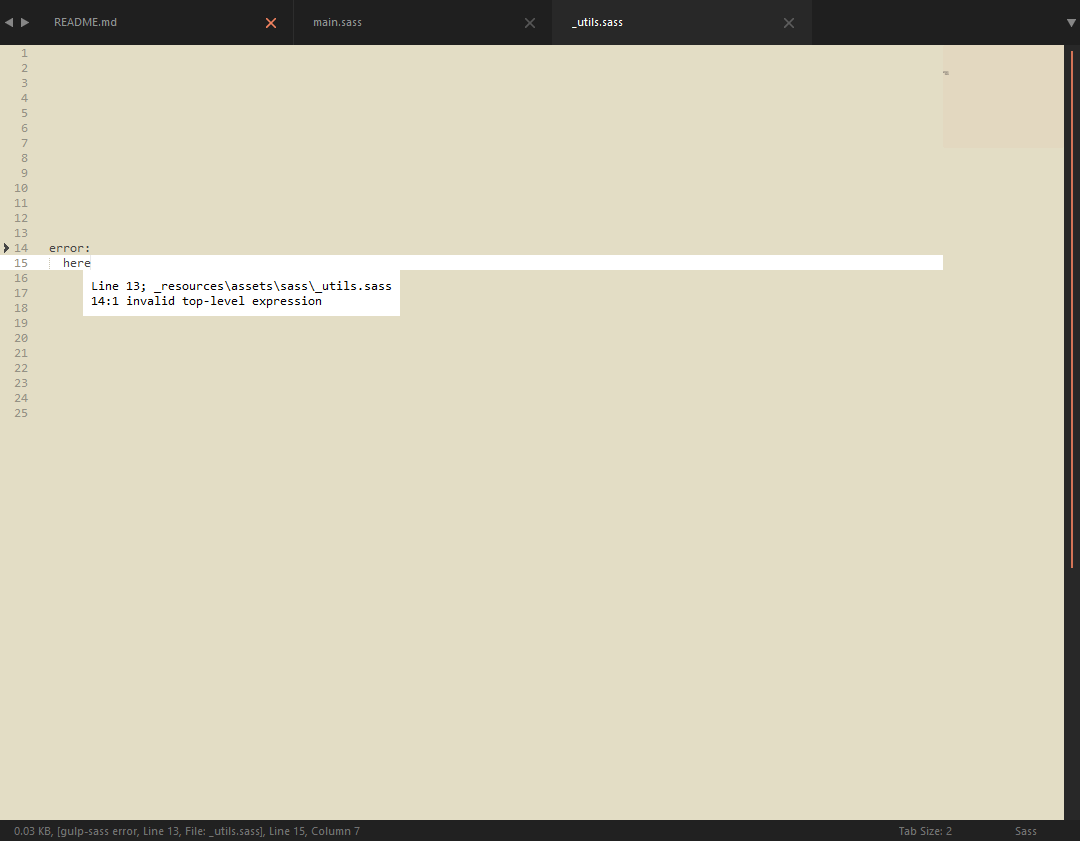 README.md
main.sass
_utils.sass
1
2
3
4
5
6
7
8
9
10
11
12
13
14 error:
15 here
16
Line 13; _resources\assets\sass\_utils.sass
17
14:1 invalid top-level expression
18
19
20
21
22
23
24
25
0.03 KB, [gulp-sass error, Line 13, File: _utils.sass], Line 15, Column 7
Tab Size: 2
Sass